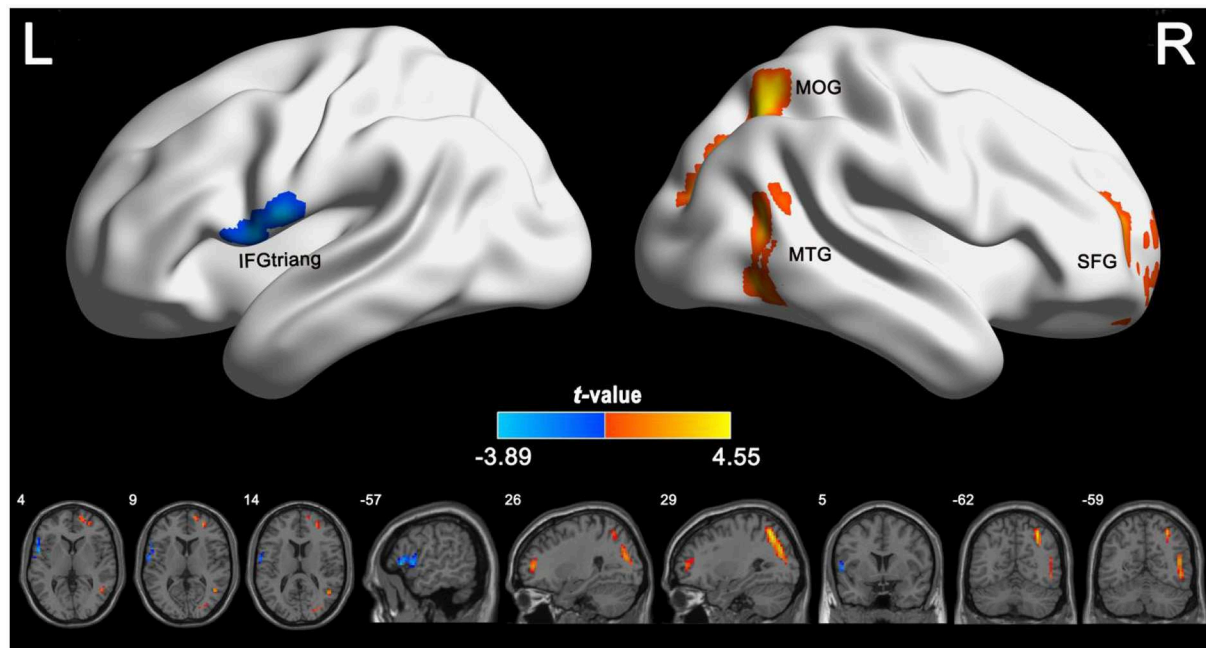 L
R
MOG
IFGtriang
MTG
SFG
t-value
-3.89
4.55
4
9
14
-57
26
29
5
-62
-59